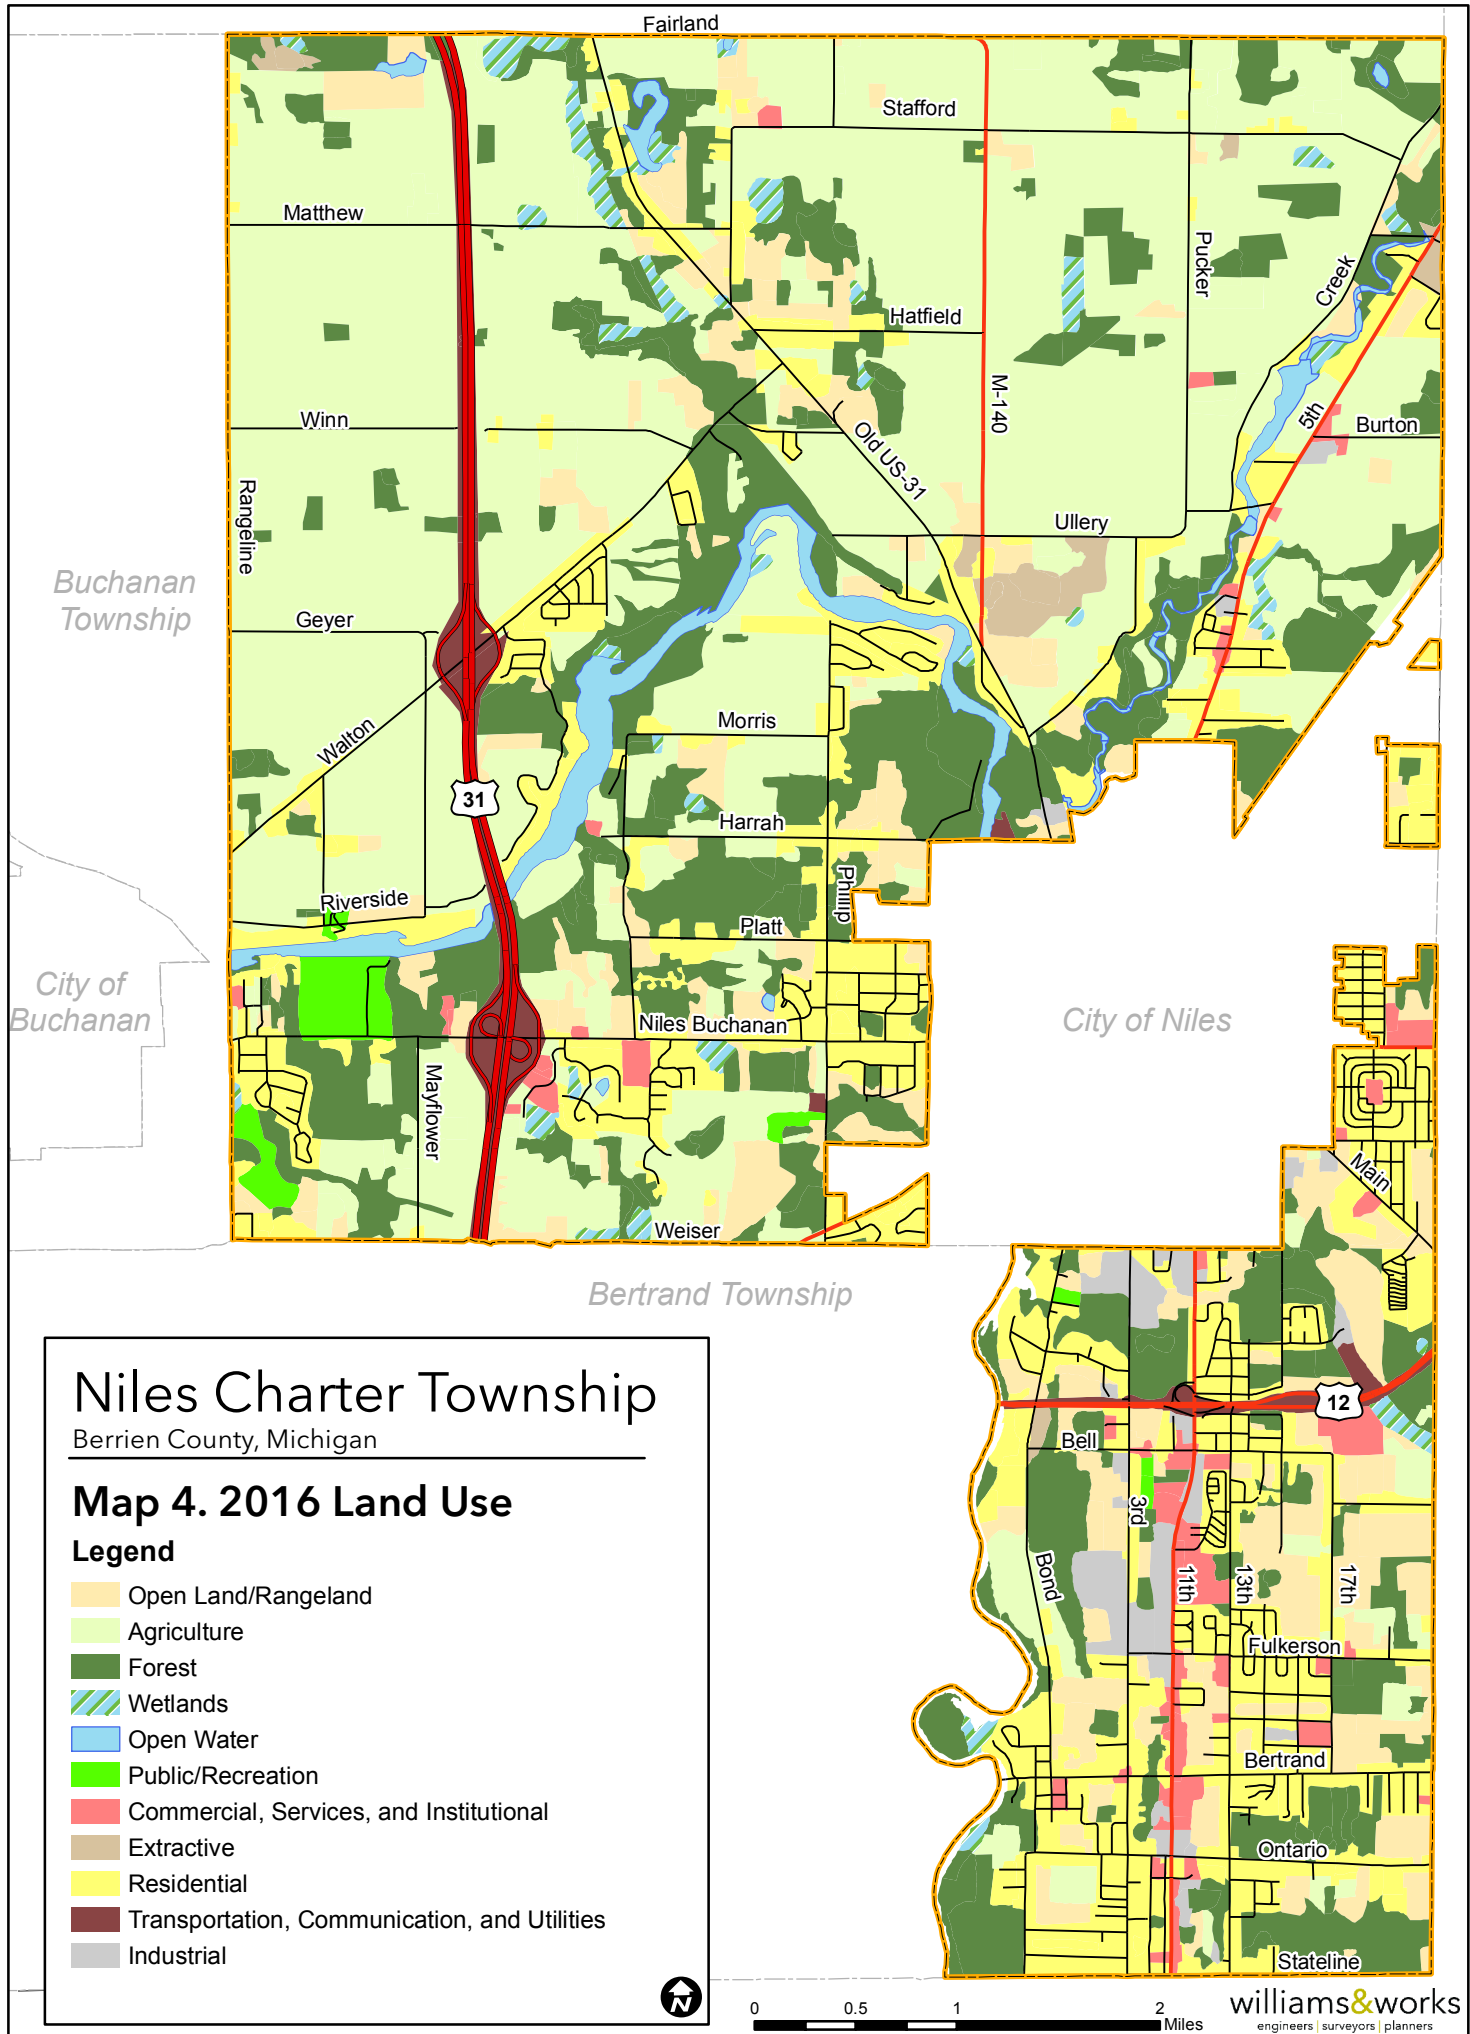 Fairland
Stafford
Matthew
Pucker
Creek
Hatfield
M-140
5th
Winn
Burton
Old US-31
Rangeline
Ullery
Buchanan
Township
Geyer
Morris
Walton
31
Harrah
Phillip
Riverside
Platt
City of
Buchanan
Niles Buchanan
City of Niles
Mayflower
Main
Weiser
Bertrand Township
12
Bell
3rd
Bond
11th
13th
17th
Fulkerson
Bertrand
Ontario
Stateline
Niles Charter Township
Berrien County, Michigan
Map 4. 2016 Land Use
Legend
Open Land/Rangeland
Agriculture
Forest
Wetlands
Open Water
Public/Recreation
Commercial, Services, and Institutional
Extractive
Residential
Transportation, Communication, and Utilities
Industrial
N
0 0.5 1 2
Miles
williams&works
engineers | surveyors | planners